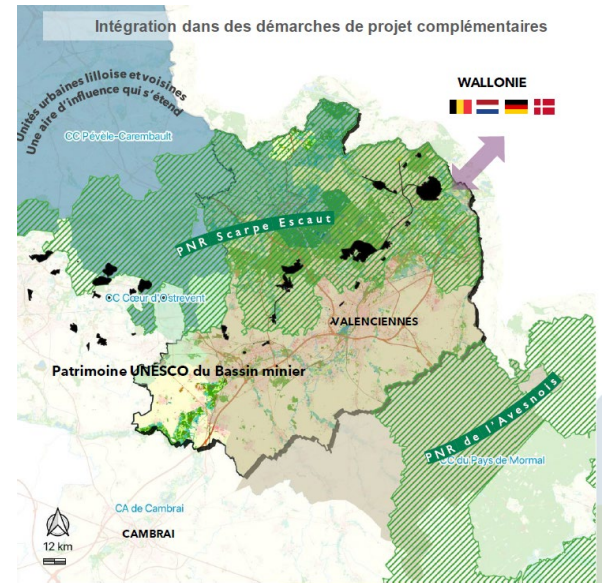 Intégration dans des démarches de projet complémentaires
Unités urbaines lilloise et voisines
Une aire d'influence qui s'étend
CC Pévèle-Carembault
WALLONIE
PNR Scarpe Escaut
CC Cœur d'Ostrevent
VALENCIENNES
Patrimoine UNESCO du Bassin minier
PNR de l'Avesnois
CC du Pays de Mormal
CA de Cambrai
CAMBRAI
12 km